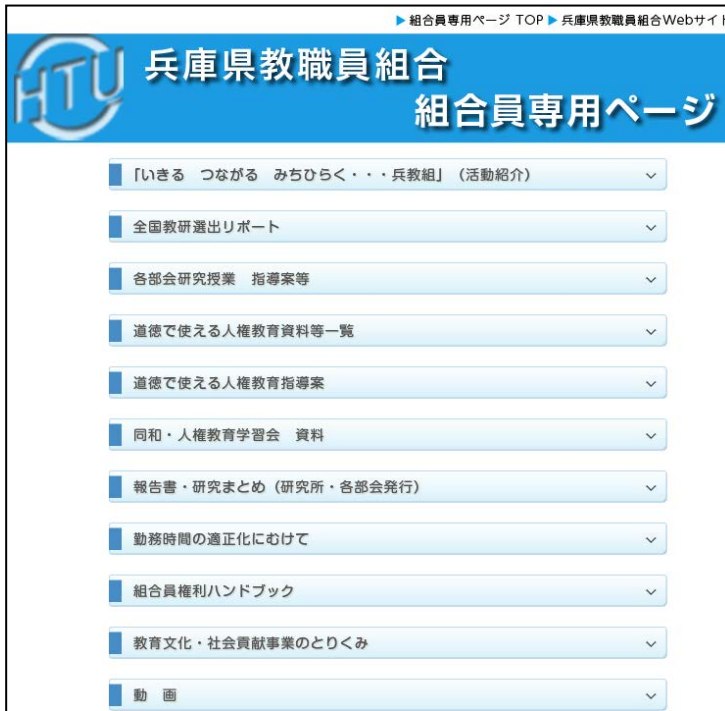 ▶ 組合員専用ページ TOP ▶ 兵庫県教職員組合Webサイト
HTU
兵庫県教職員組合
組合員専用ページ
「いきる つながる みちひらく・・・兵教組」（活動紹介）
全国教研選出リポート
各部会研究授業 指導案等
道徳で使える人権教育資料等一覧
道徳で使える人権教育指導案
同和・人権教育学習会 資料
報告書・研究まとめ（研究所・各部会発行）
勤務時間の適正化にむけて
組合員権利ハンドブック
教育文化・社会貢献事業のとりくみ
動 画